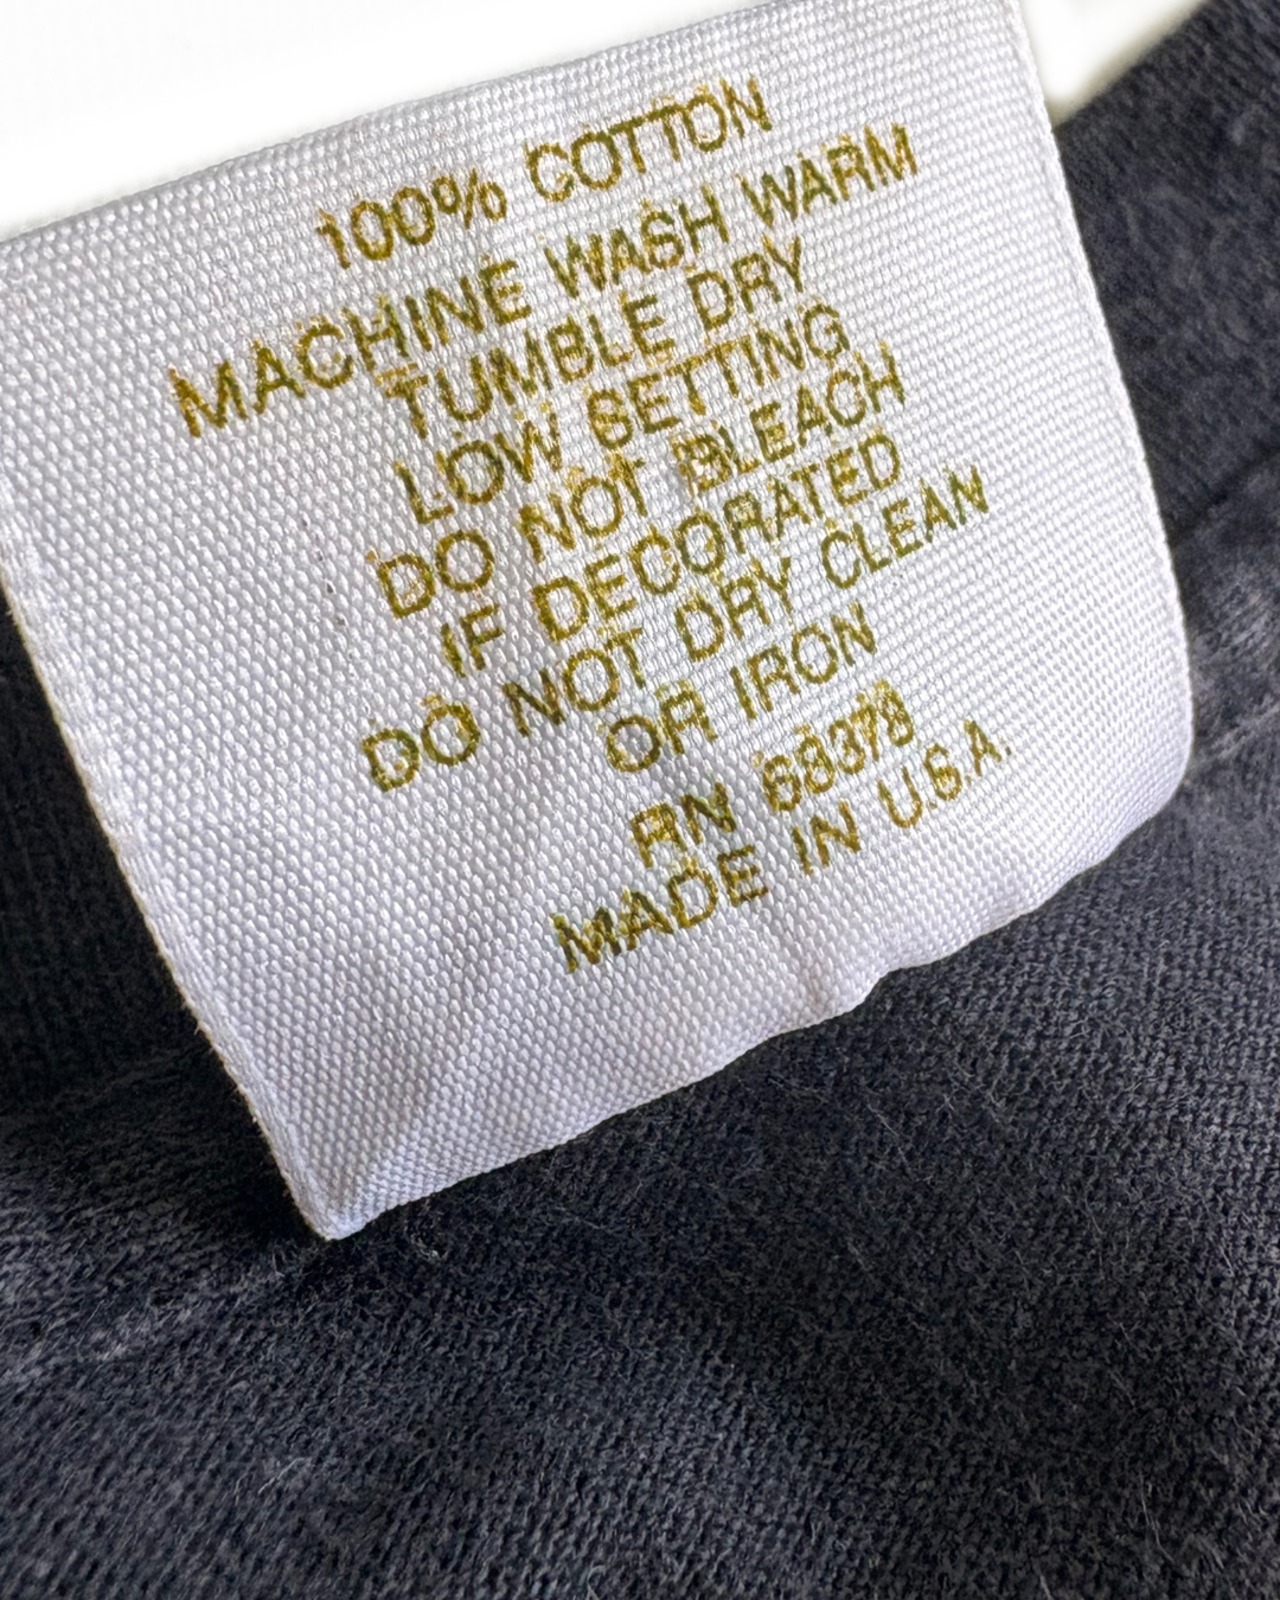 100% COTTON
MACHINE WASH WARM
TUMBLE DRY
LOW SETTING
DO NOT BLEACH
IF DECORATED
DO NOT DRY CLEAN
OR IRON
RN 68378
MADE IN U.S.A.